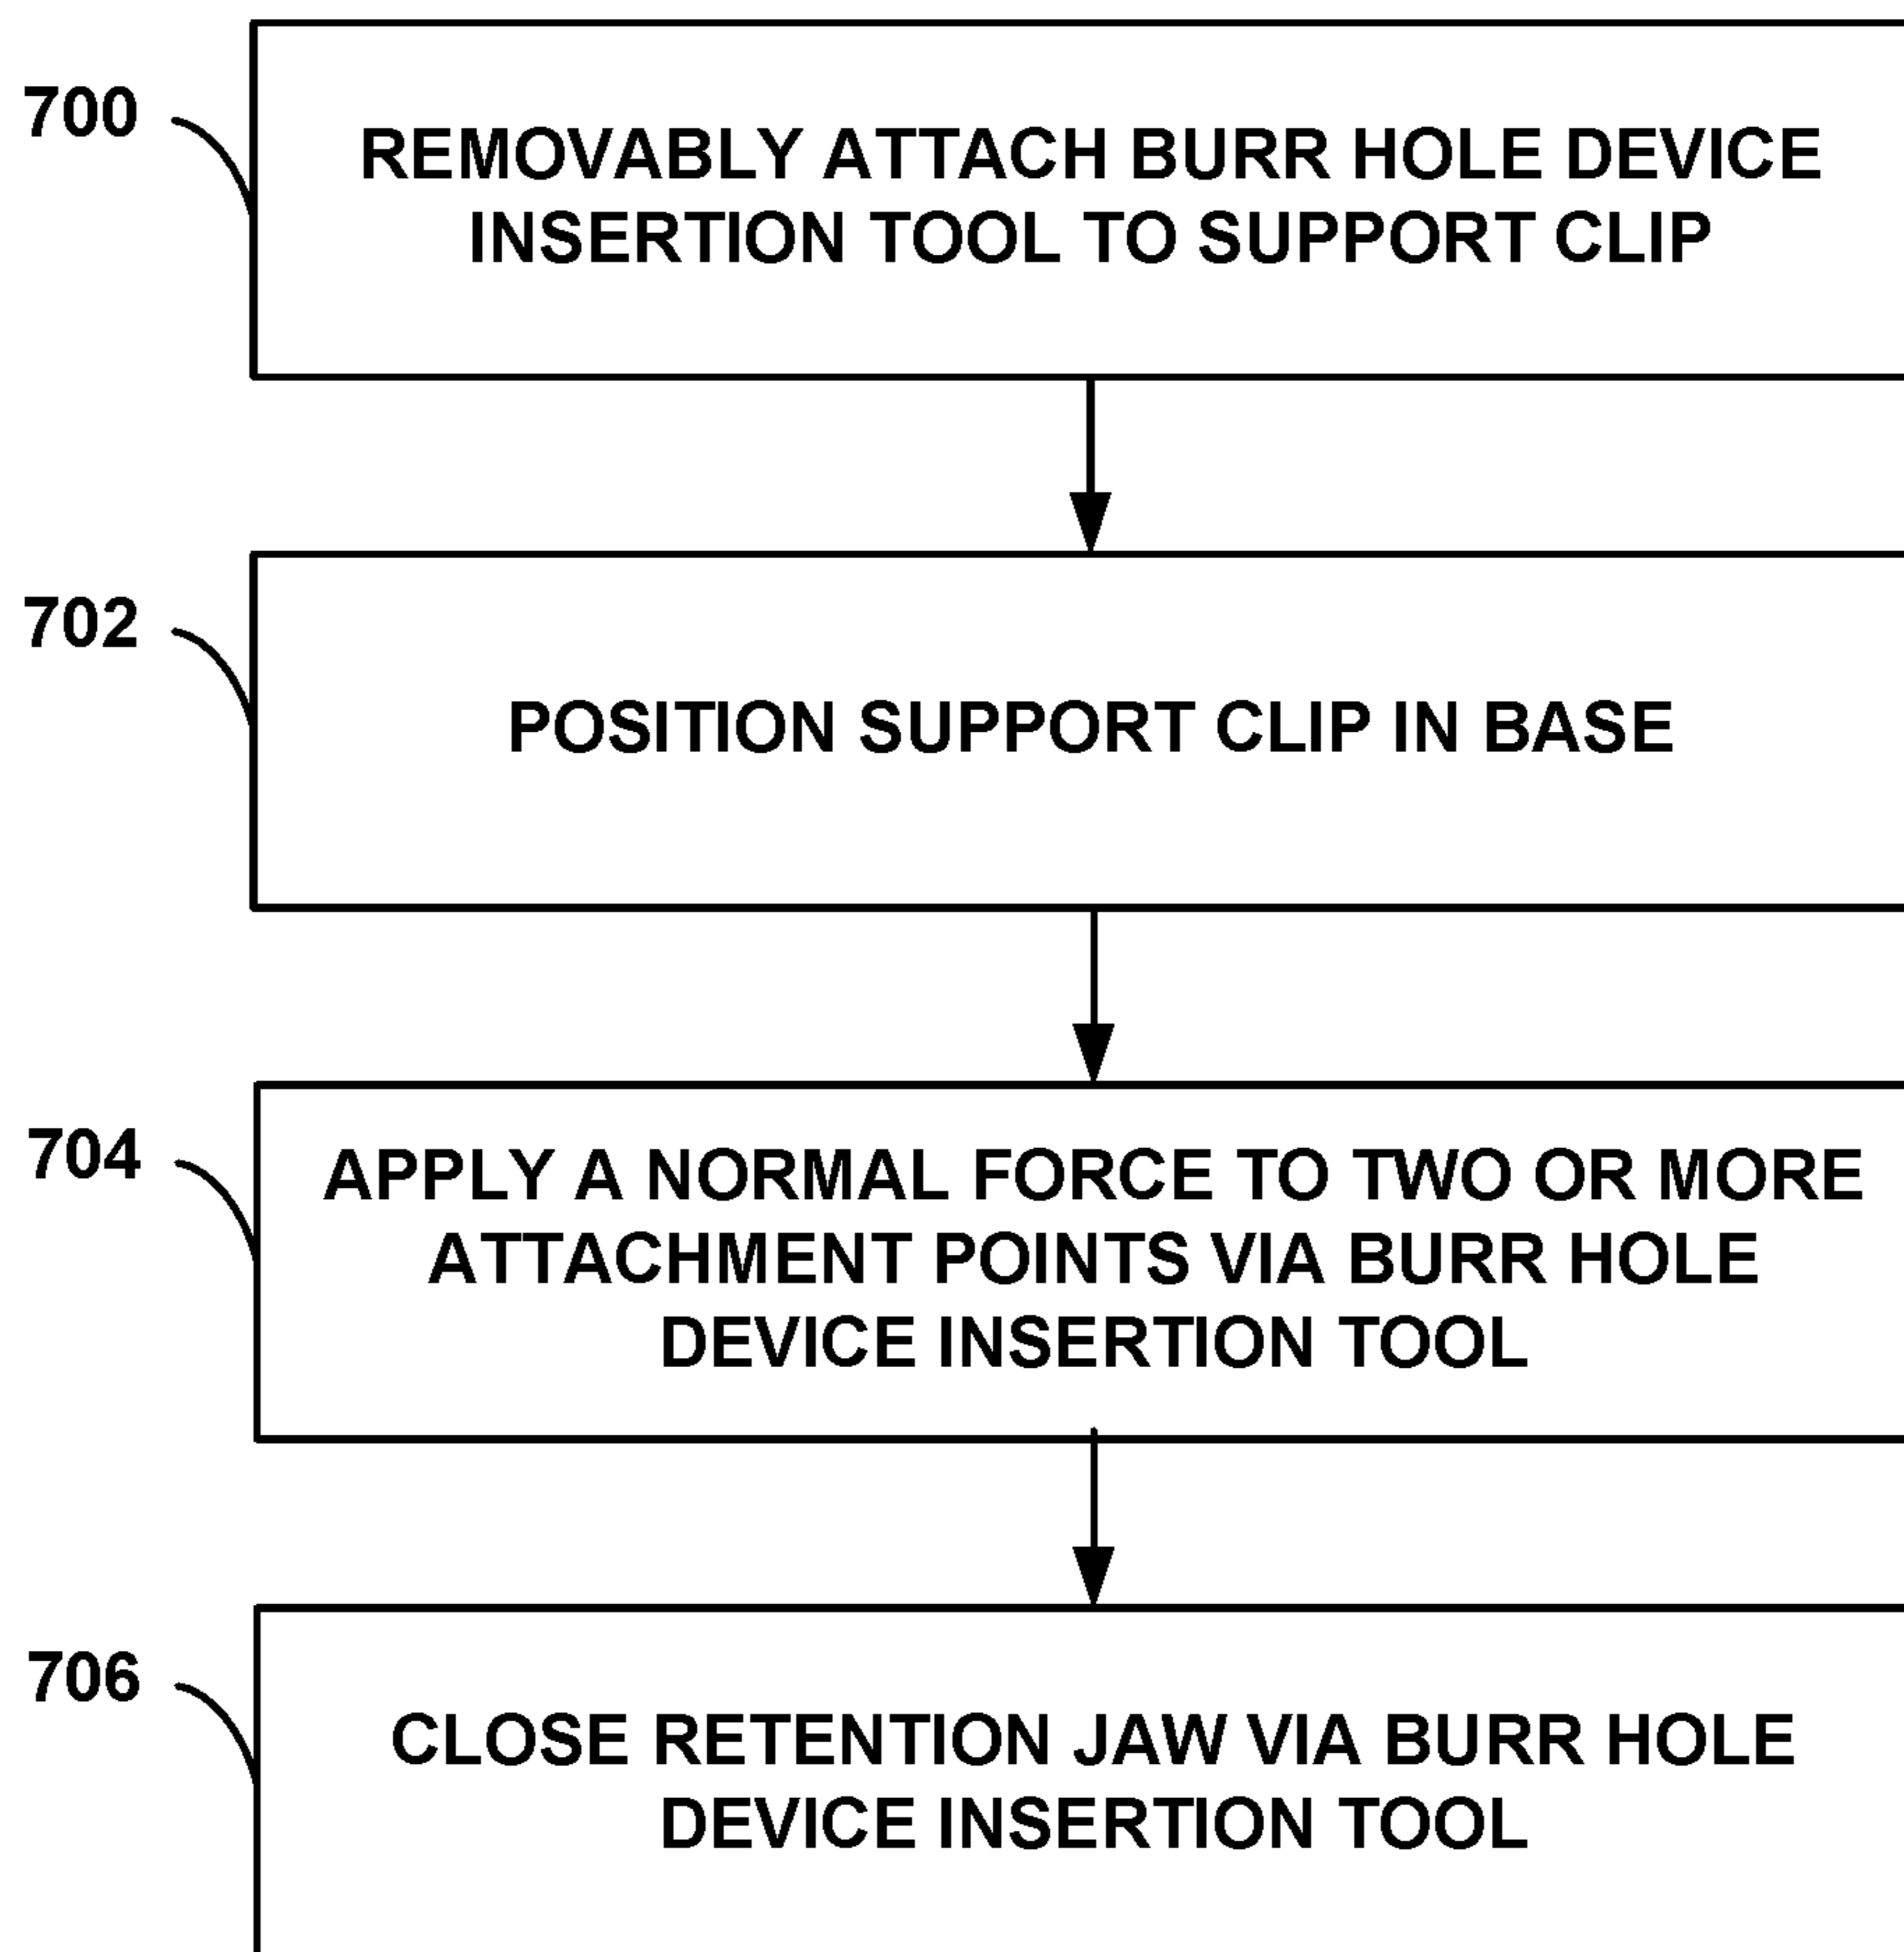 700
REMOVABLY ATTACH BURR HOLE DEVICE
INSERTION TOOL TO SUPPORT CLIP
702
POSITION SUPPORT CLIP IN BASE
704
APPLY A NORMAL FORCE TO TWO OR MORE
ATTACHMENT POINTS VIA BURR HOLE
DEVICE INSERTION TOOL
706
CLOSE RETENTION JAW VIA BURR HOLE
DEVICE INSERTION TOOL